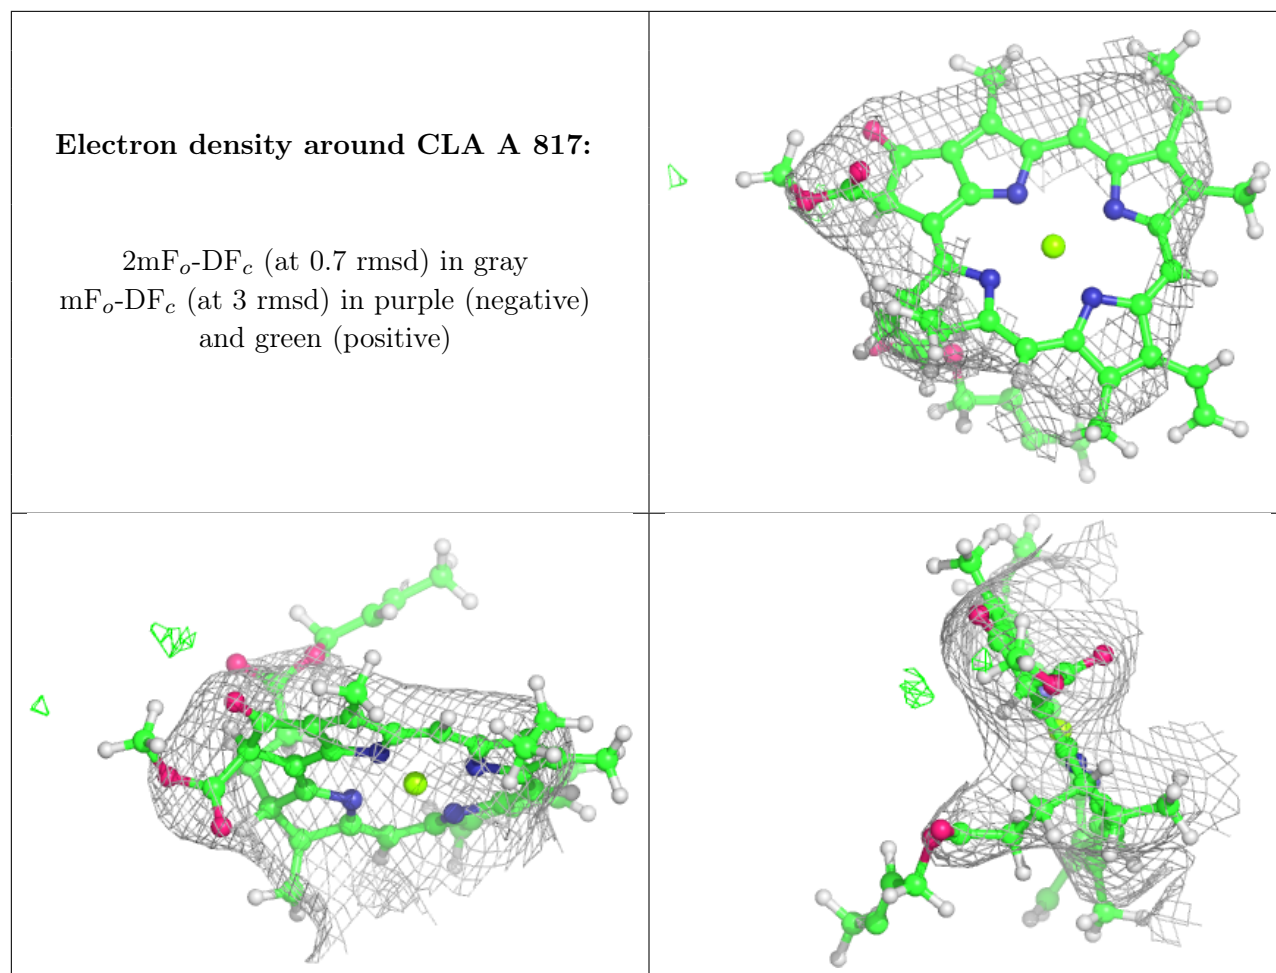 Electron density around CLA A 817:
2mFo-DFc (at 0.7 rmsd) in gray
mFo-DFc (at 3 rmsd) in purple (negative)
and green (positive)